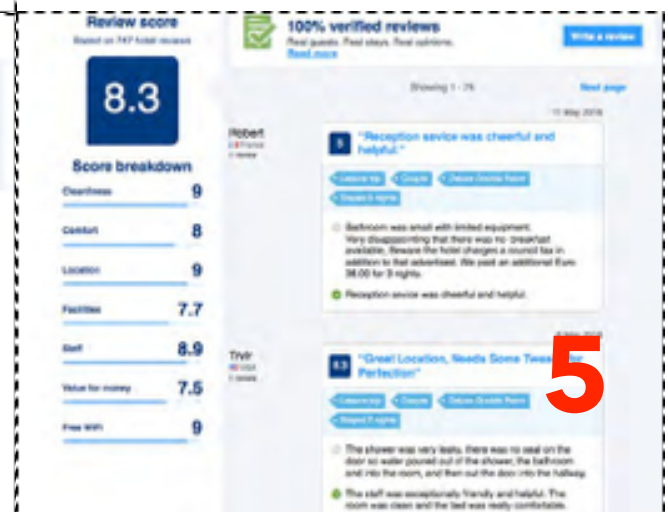 Review score
Based on 747 hotel reviews
8.3
Score breakdown
Cleanliness 9
Comfort 8
Location 9
Facilities 7.7
Staff 8.9
Value for money 7.5
Free WiFi 9
100% verified reviews
Real guests. Real stays. Real opinions.
Read more
Write a review
Showing 1 - 75
Next page
11 May 2016
Robert
France
1 review
9
"Reception service was cheerful and
helpful."
Leisure trip
Couple
Deluxe Double Room
Stayed 3 nights
Bathroom was small with limited equipment.
Very disappointing that there was no breakfast
available. Beware the hotel charges a council tax in
addition to that advertised. We paid an additional Euro
36.00 for 3 nights.
Reception service was cheerful and helpful.
May 2016
USA
1 review
"Great Location, Needs Some for
Perfection"
Leisure trip
Couple
Deluxe Double Room
Stayed nights
5
The shower was very leaky, there was no seal on the
door so water poured out of the shower, the bathroom
and into the room, and then out the door into the hallway.
The staff was exceptionally friendly and helpful. The
room was clean and the bed was really comfortable.